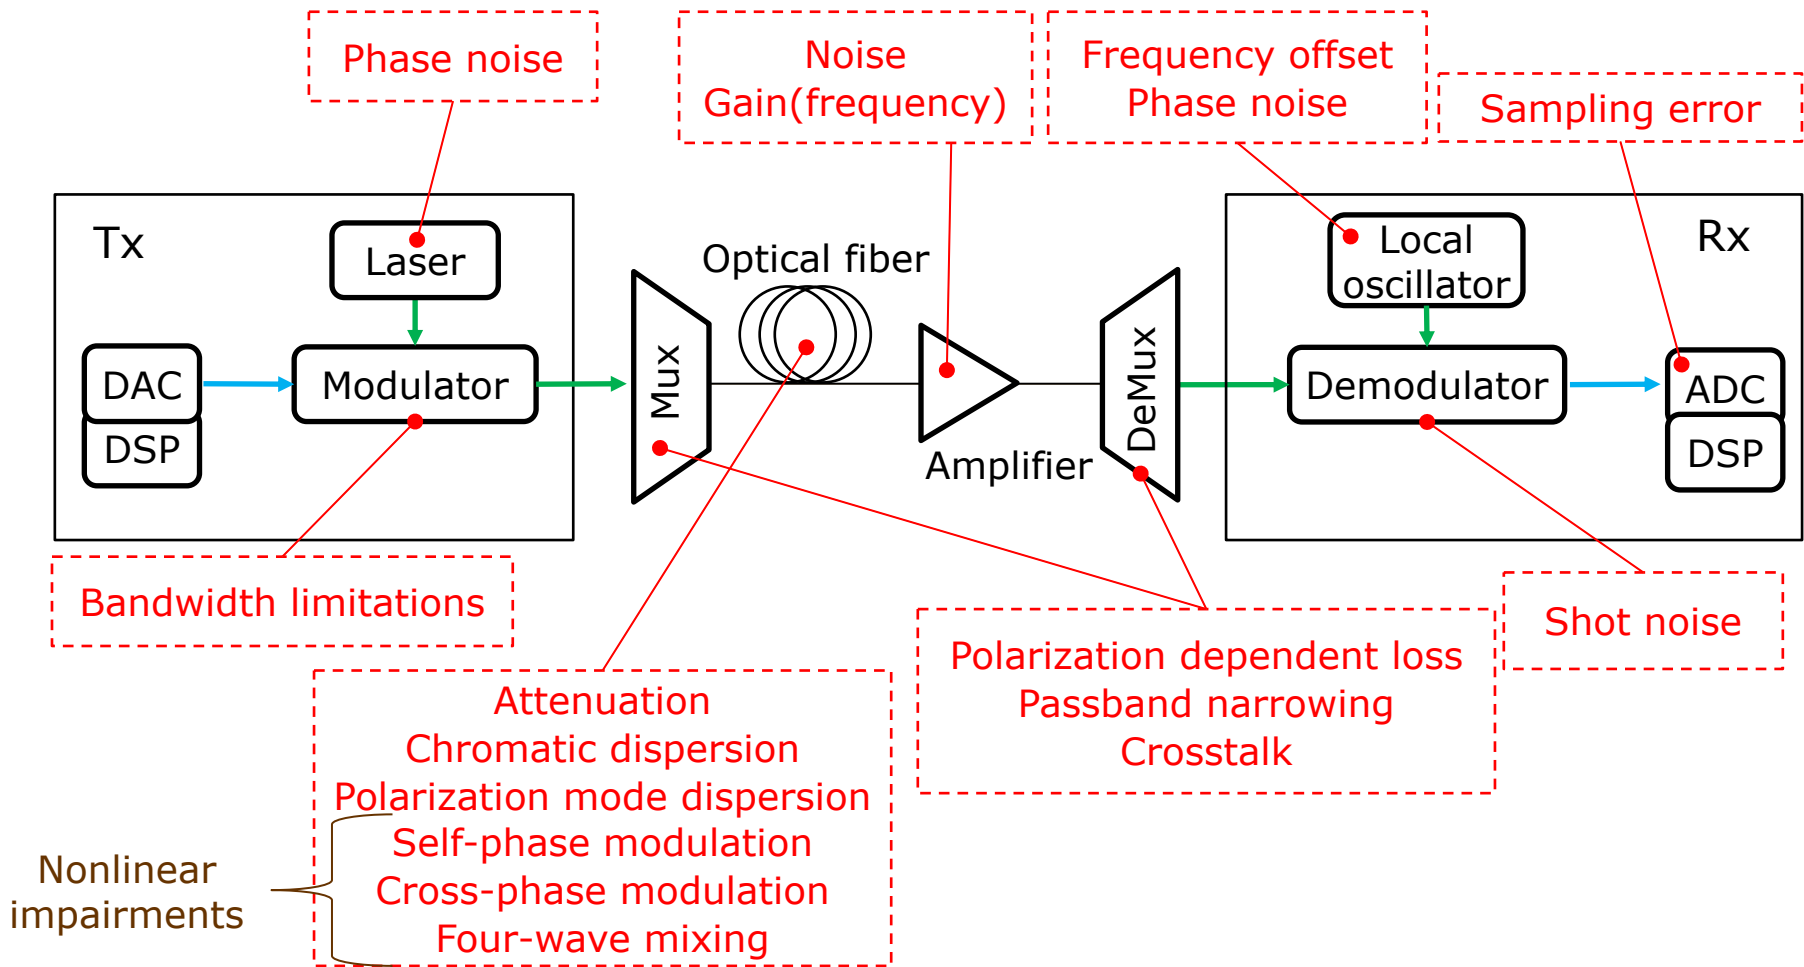 Phase noise
Noise
Gain(frequency)
Frequency offset
Phase noise
Sampling error
Tx
Laser
DAC
DSP
Modulator
Mux
Optical fiber
Amplifier
DeMux
Rx
Local
oscillator
Demodulator
ADC
DSP
Bandwidth limitations
Shot noise
Polarization dependent loss
Passband narrowing
Crosstalk
Attenuation
Chromatic dispersion
Polarization mode dispersion
Self-phase modulation
Cross-phase modulation
Four-wave mixing
Nonlinear
impairments